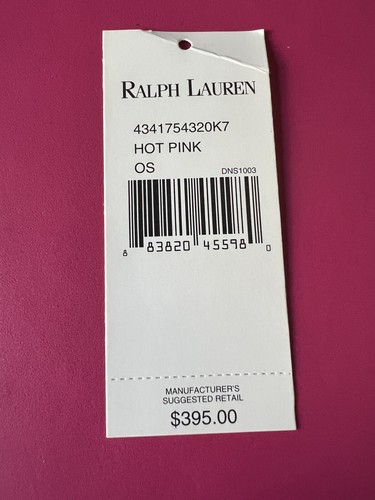 RALPH LAUREN
4341754320K7
HOT PINK
OS
DNS1003
8 83820 45598 0
MANUFACTURER'S
SUGGESTED RETAIL
$395.00